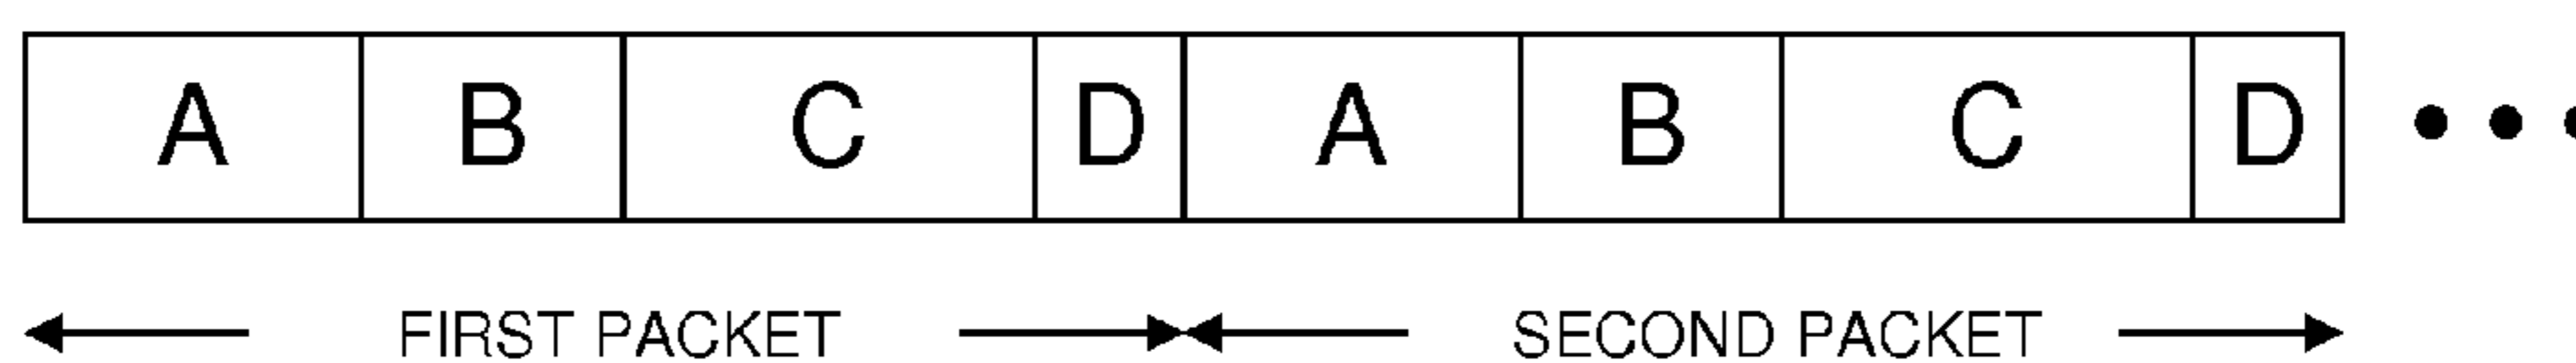 A B C D A B C D
FIRST PACKET SECOND PACKET